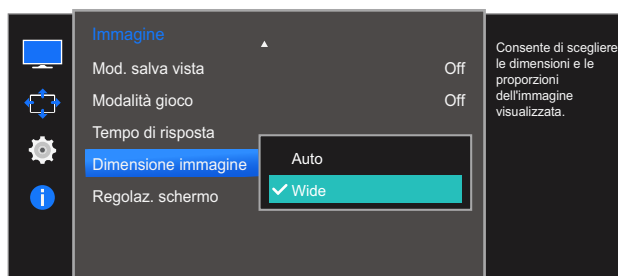 Immagine
Mod. salva vista Off
Modalità gioco Off
Tempo di risposta
Dimensione immagine
Auto
Wide
Regolaz. schermo
Consente di scegliere
le dimensioni e le
proporzioni
dell'immagine
visualizzata.